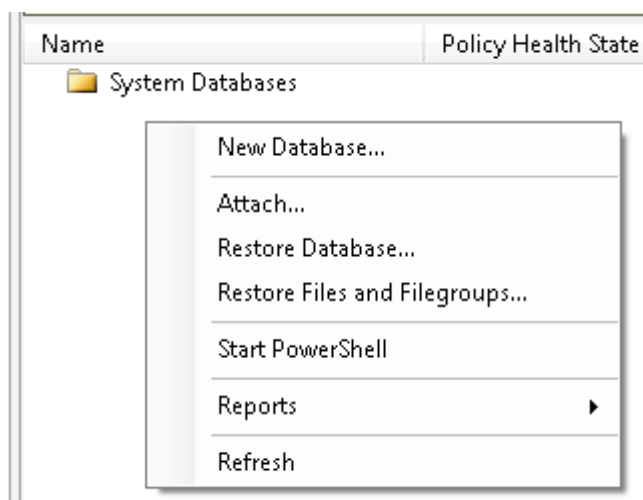 Name Policy Health State
System Databases
New Database...
Attach...
Restore Database...
Restore Files and Filegroups...
Start PowerShell
Reports
Refresh